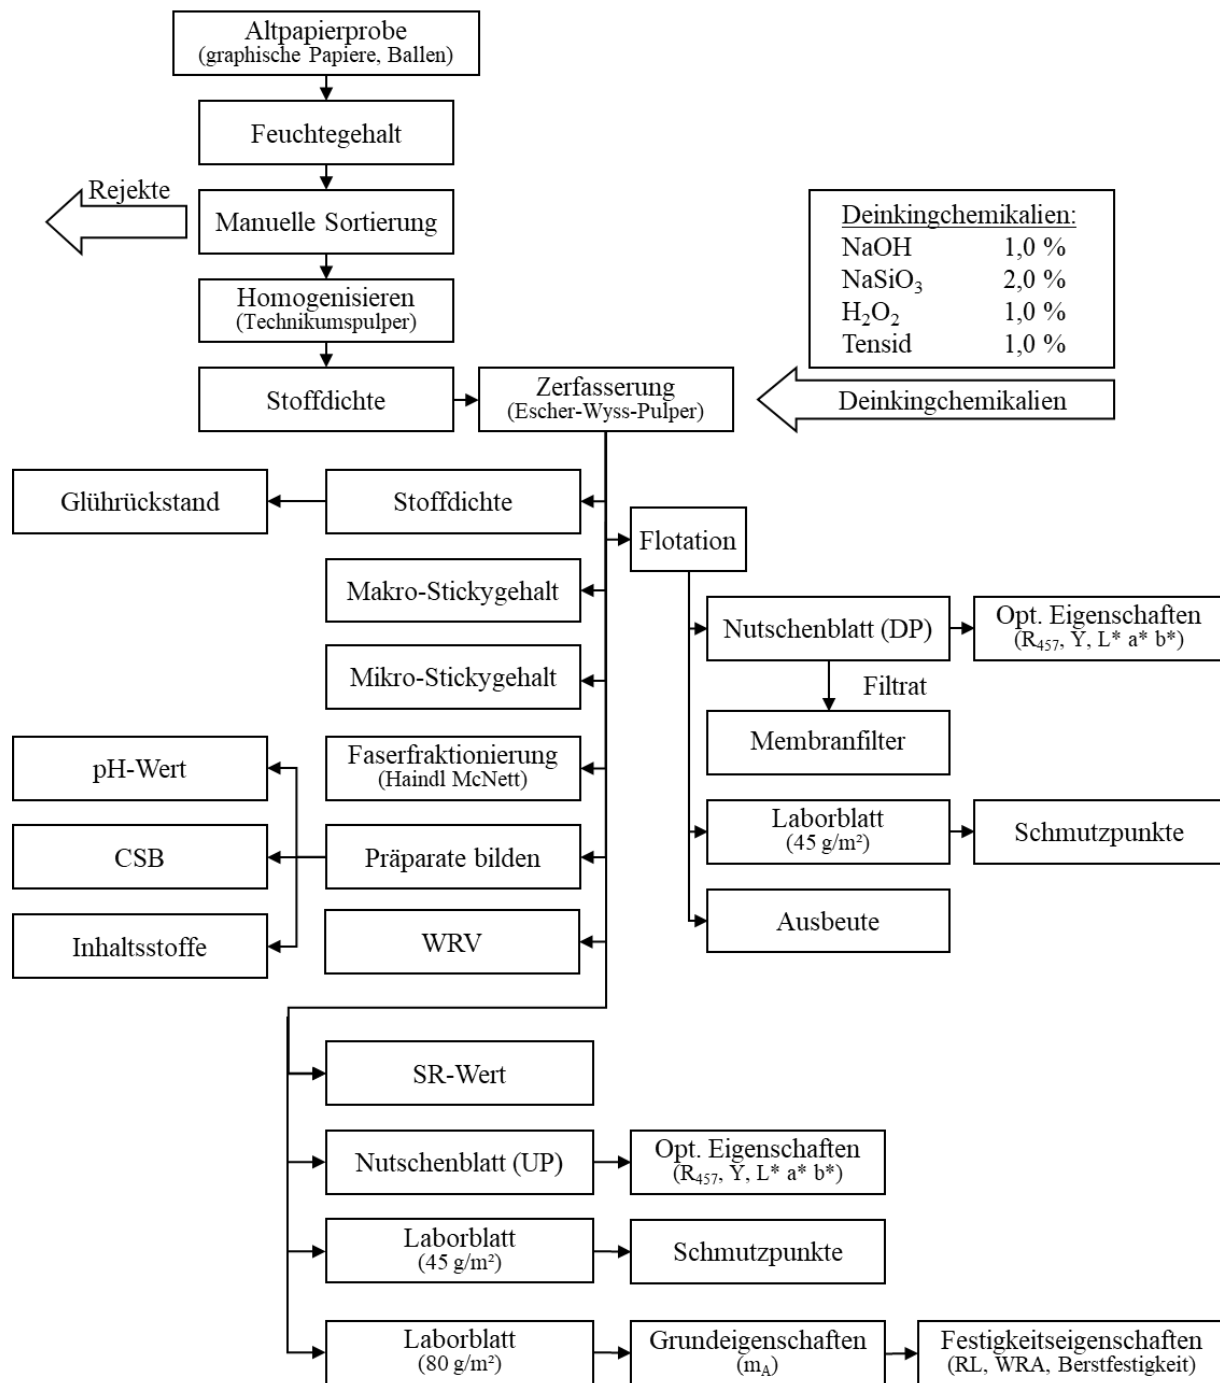 Altpapierprobe
(graphische Papiere, Ballen)
Feuchtegehalt
Rejekte
Manuelle Sortierung
Deinkingchemikalien:
NaOH 1,0 %
NaSiO₃ 2,0 %
H₂O₂ 1,0 %
Tensid 1,0 %
Homogenisieren
(Technikumspulper)
Stoffdichte
Zerfaserung
(Escher-Wyss-Pulper)
Deinkingchemikalien
Glührückstand
Stoffdichte
Flotation
Makro-Stickygehalt
Nutschenblatt (DP)
Opt. Eigenschaften
(R₄₅₇, Y, L* a* b*)
Mikro-Stickygehalt
Filtrat
Membranfilter
pH-Wert
Faserfraktionierung
(Haindl McNett)
Laborblatt
(45 g/m²)
Schmutzpunkte
CSB
Präparate bilden
Ausbeute
Inhaltsstoffe
WRV
SR-Wert
Nutschenblatt (UP)
Opt. Eigenschaften
(R₄₅₇, Y, L* a* b*)
Laborblatt
(45 g/m²)
Schmutzpunkte
Laborblatt
(80 g/m²)
Grundeigenschaften
(m_A)
Festigkeitseigenschaften
(RL, WRA, Berstfestigkeit)